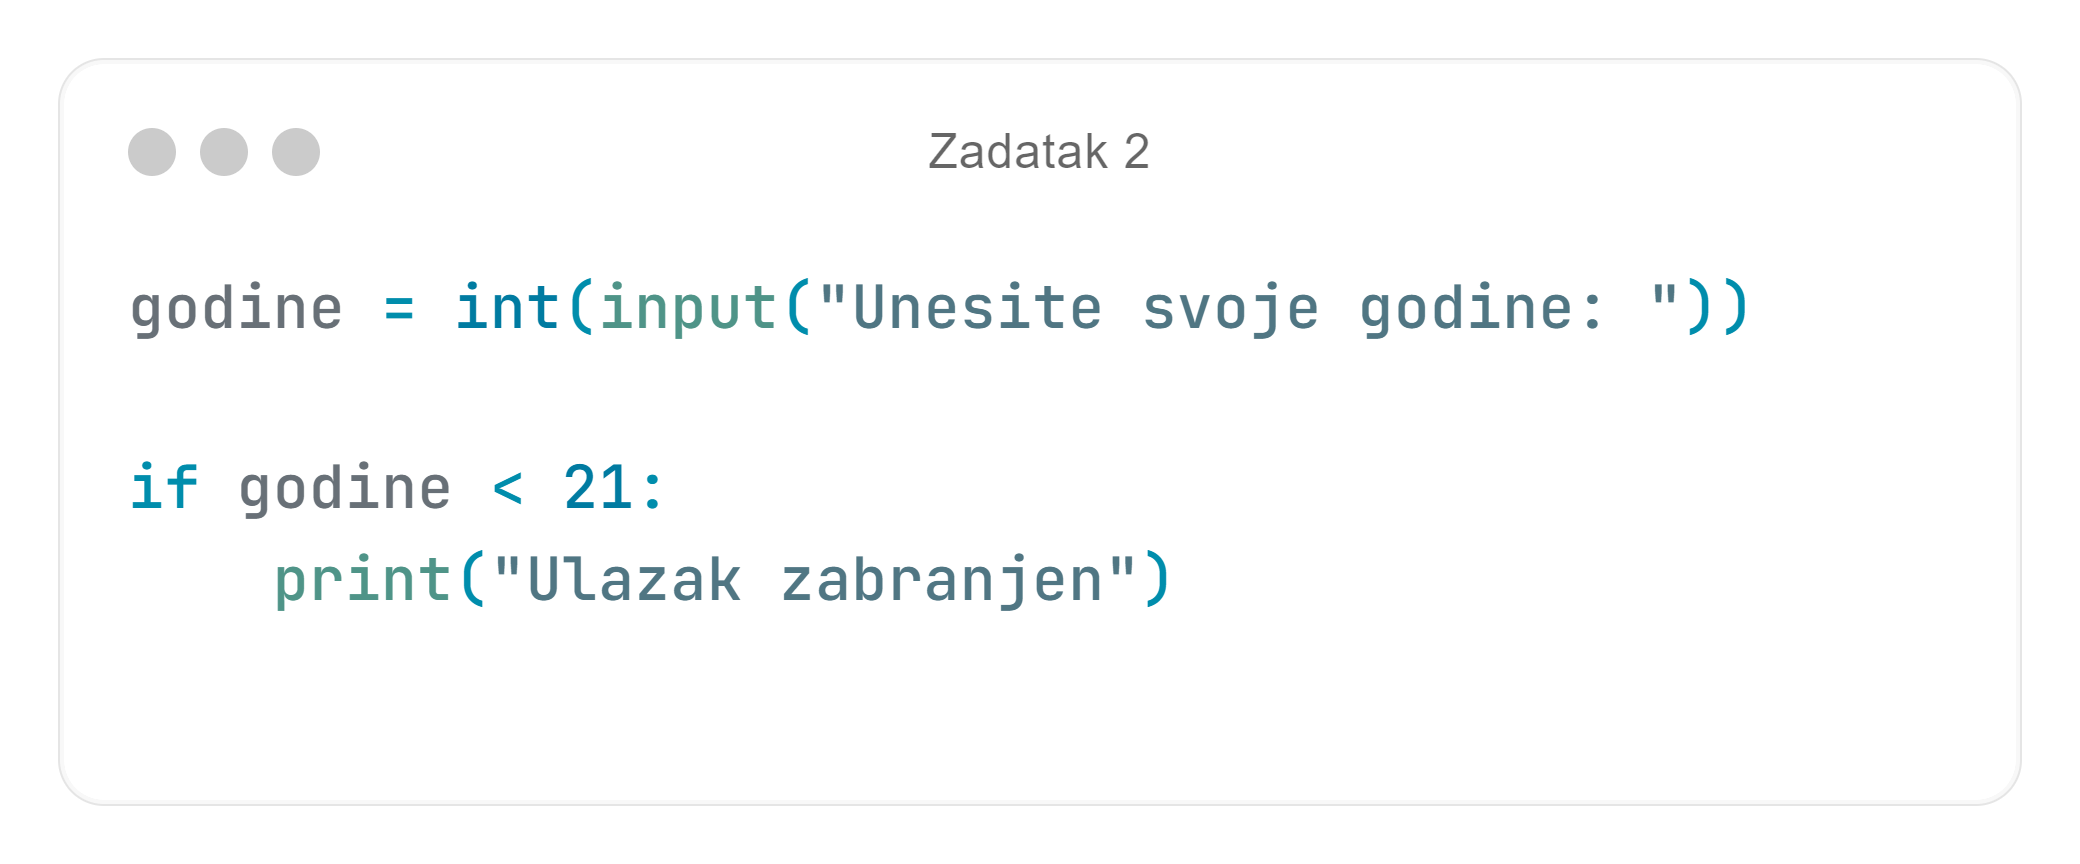 Zadatak 2
godine = int(input("Unesite svoje godine: "))
if godine < 21:
    print("Ulazak zabranjen")